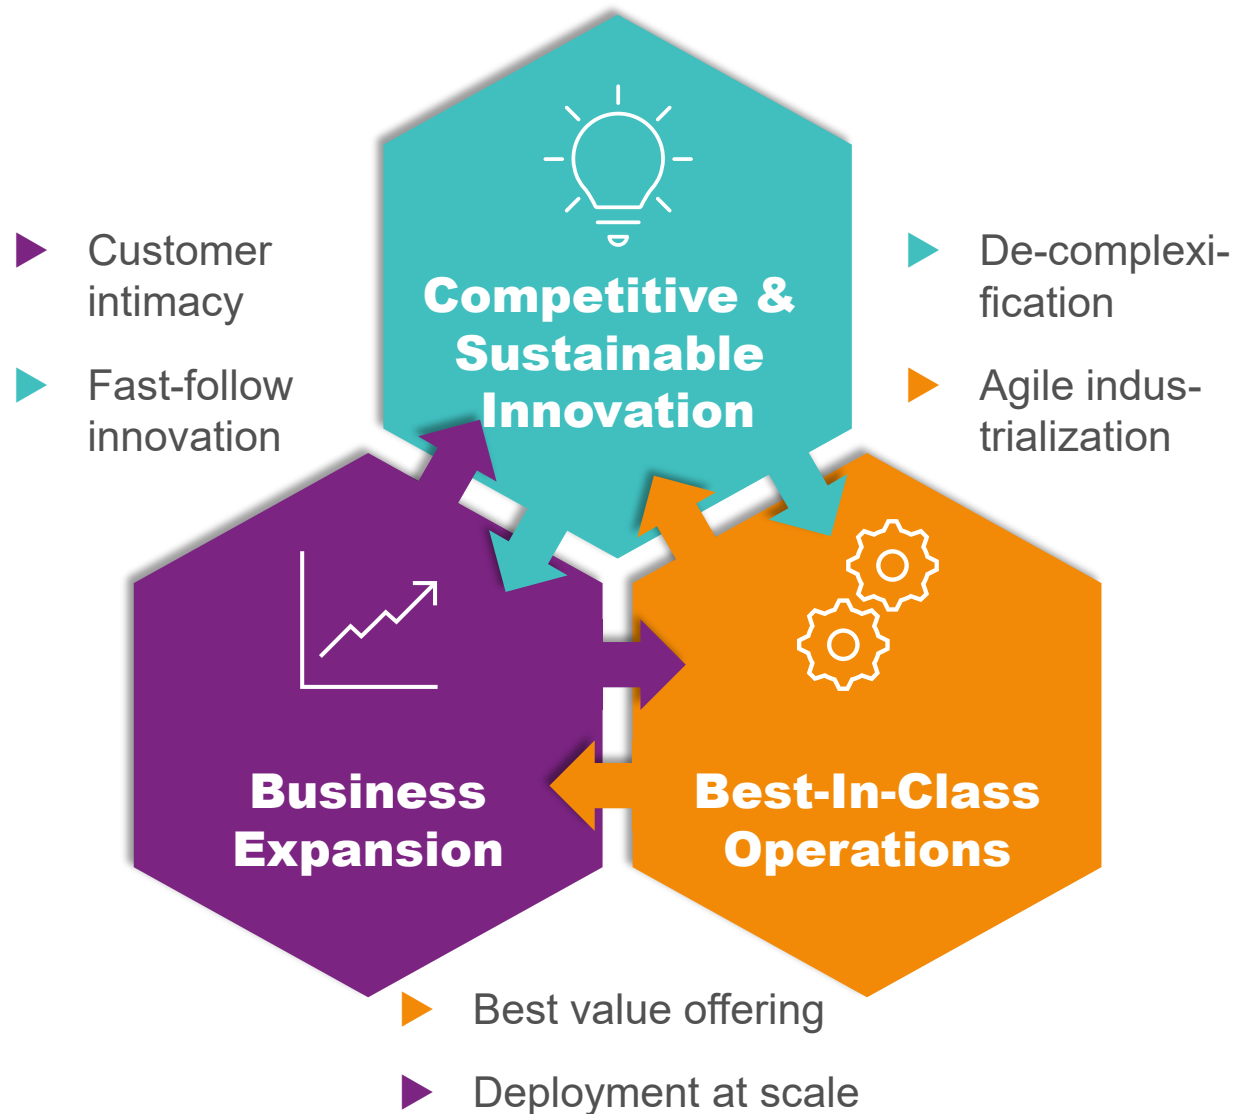 Customer
intimacy
Fast-follow
innovation
Competitive &
Sustainable
Innovation
De-complexi-
fication
Agile indus-
trialization
Business
Expansion
Best-In-Class
Operations
Best value offering
Deployment at scale